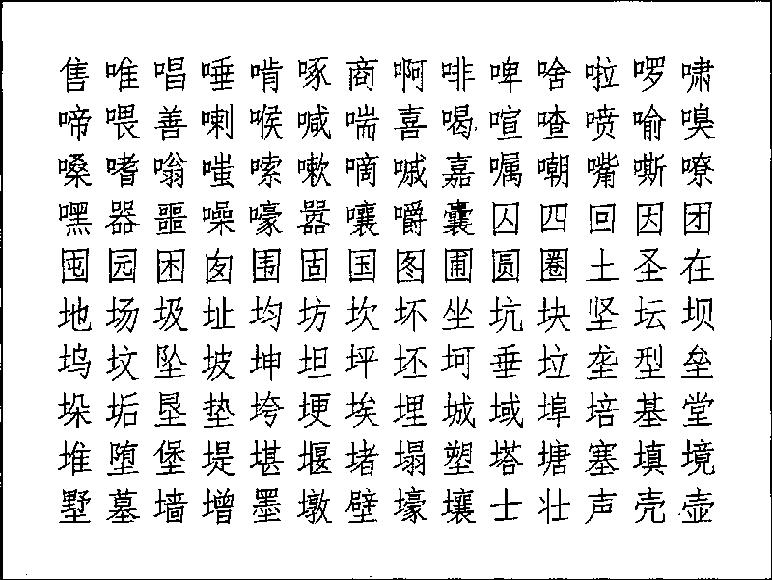 售唯唱唾啃啄商啊啡啤啥啦啰啸
啼喂善喇喉喊喘喜喝喧喳喷喻嗅
嗓嗜嗡嗤嗦嗽嘀嘁嘉嘱嘲嘴嘶嘹
嘿器噩噪嚎嚣嚷嚼囊囚四回因团
囤园困囱围固国图圃圆圈土圣在
地场圾址均坊坎坏坐坑块坚坛坝
坞坟坠坡坤坦坪坯坷垂垃垄型垒
垛垢垦垫垮埂埃埋城域埠培基堂
堆堕堡堤堪堰堵塌塑塔塘塞填境
墅墓墙增墨墩壁壕壤士壮声壳壶